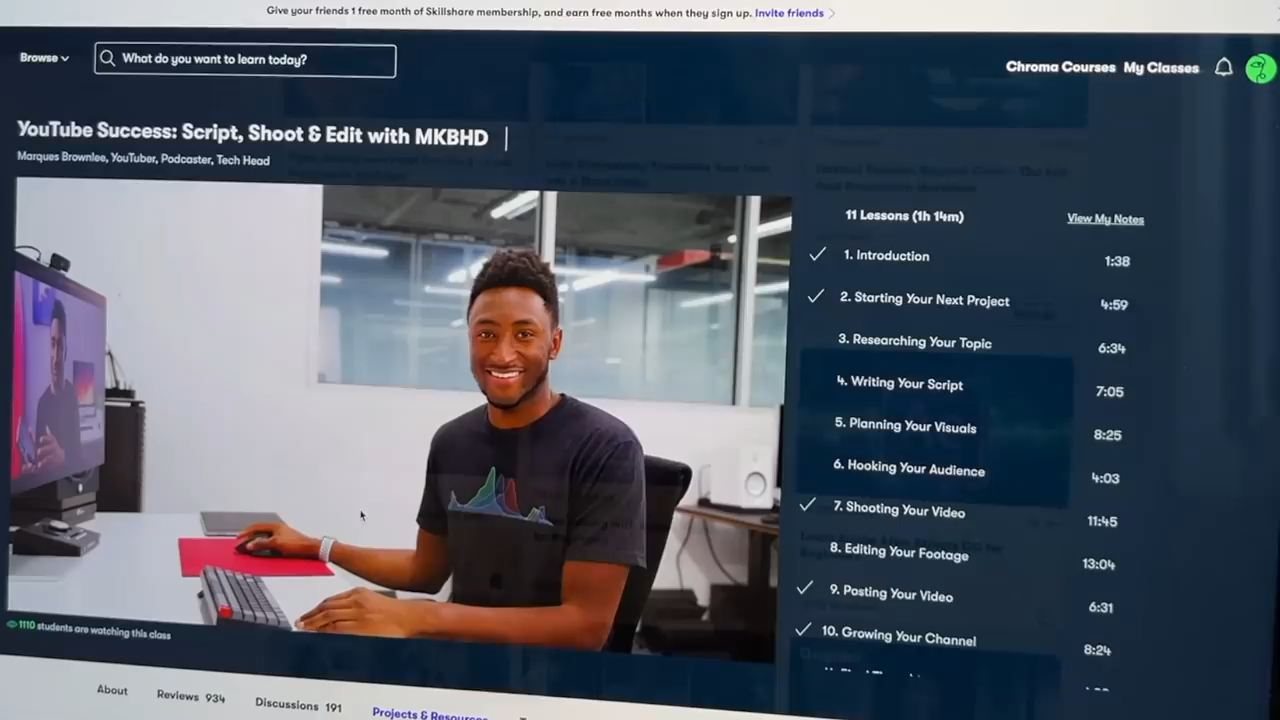 Give your friends 1 free month of Skillshare membership, and earn free months when they sign up. Invite friends
Browse
What do you want to learn today?
Chroma Courses My Classes
YouTube Success: Script, Shoot & Edit with MKBHD
Marques Brownlee, YouTuber, Podcaster, Tech Head
11 Lessons (1h 14m) View My Notes
1. Introduction 1:38
2. Starting Your Next Project 4:59
3. Researching Your Topic 6:34
4. Writing Your Script 7:05
5. Planning Your Visuals 8:25
6. Hooking Your Audience 4:03
7. Shooting Your Video 11:45
8. Editing Your Footage 13:04
9. Posting Your Video 6:31
10. Growing Your Channel 8:24
1110 students are watching this class
About Reviews 934 Discussions 191 Projects & Resources